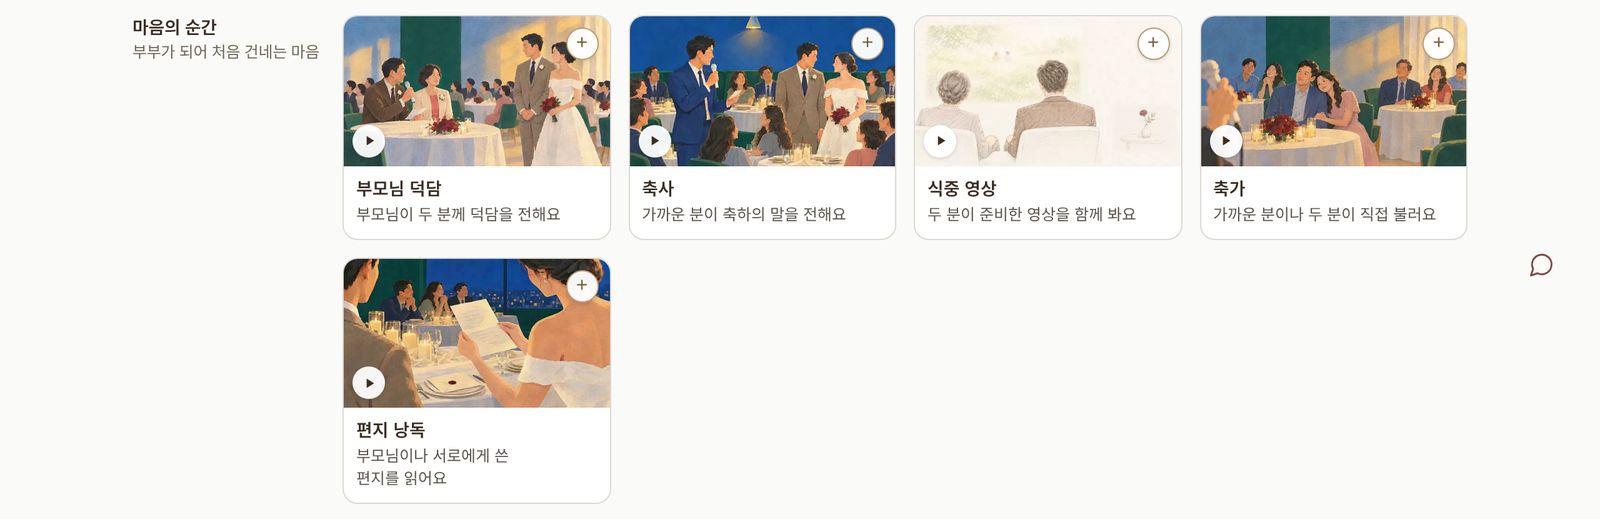 마음의 순간
부부가 되어 처음 건네는 마음
부모님 덕담
부모님이 두 분께 덕담을 전해요
축사
가까운 분이 축하의 말을 전해요
식중 영상
두 분이 준비한 영상을 함께 봐요
축가
가까운 분이나 두 분이 직접 불러요
편지 낭독
부모님이나 서로에게 쓴
편지를 읽어요